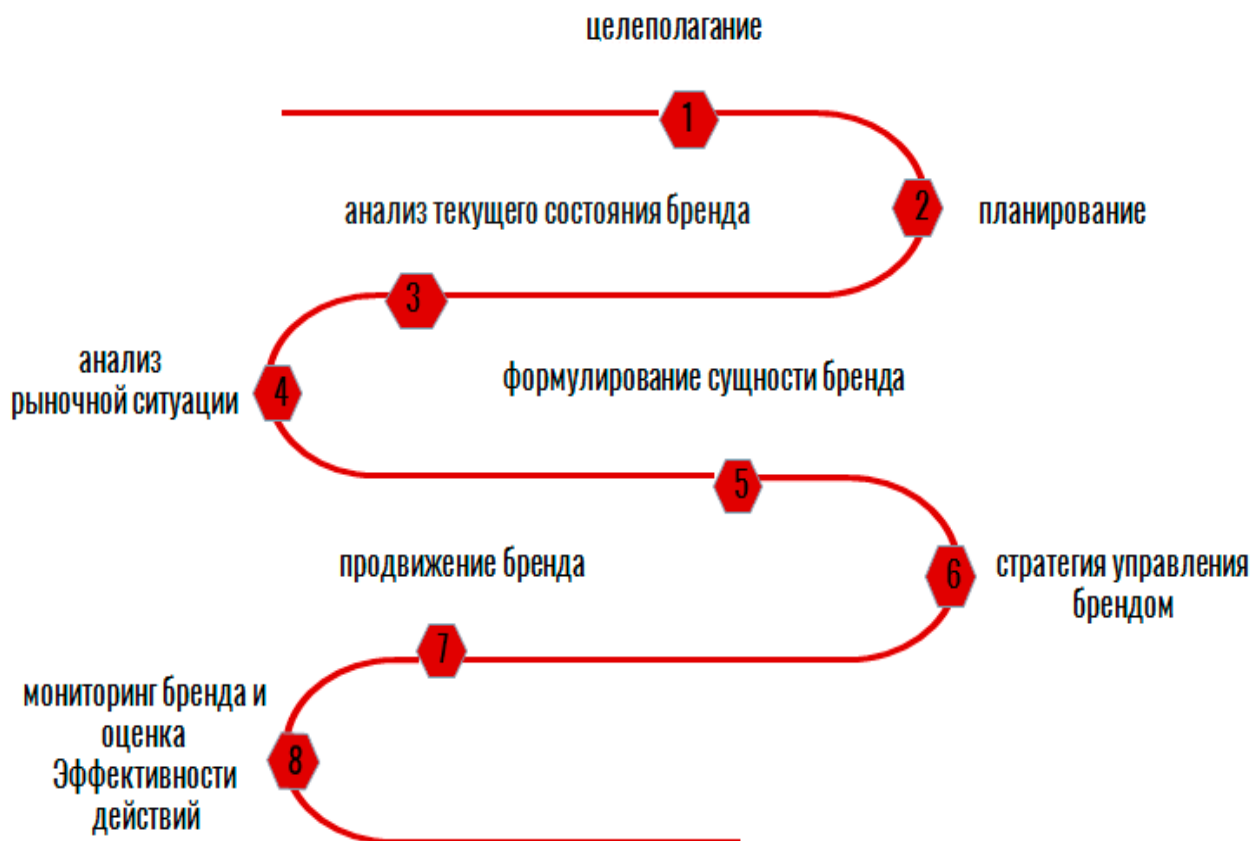 целеполагание
1
анализ текущего состояния бренда
2
планирование
3
анализ
рыночной ситуации
4
формулирование сущности бренда
5
продвижение бренда
6
стратегия управления
брендом
7
мониторинг бренда и
оценка
Эффективности
действий
8